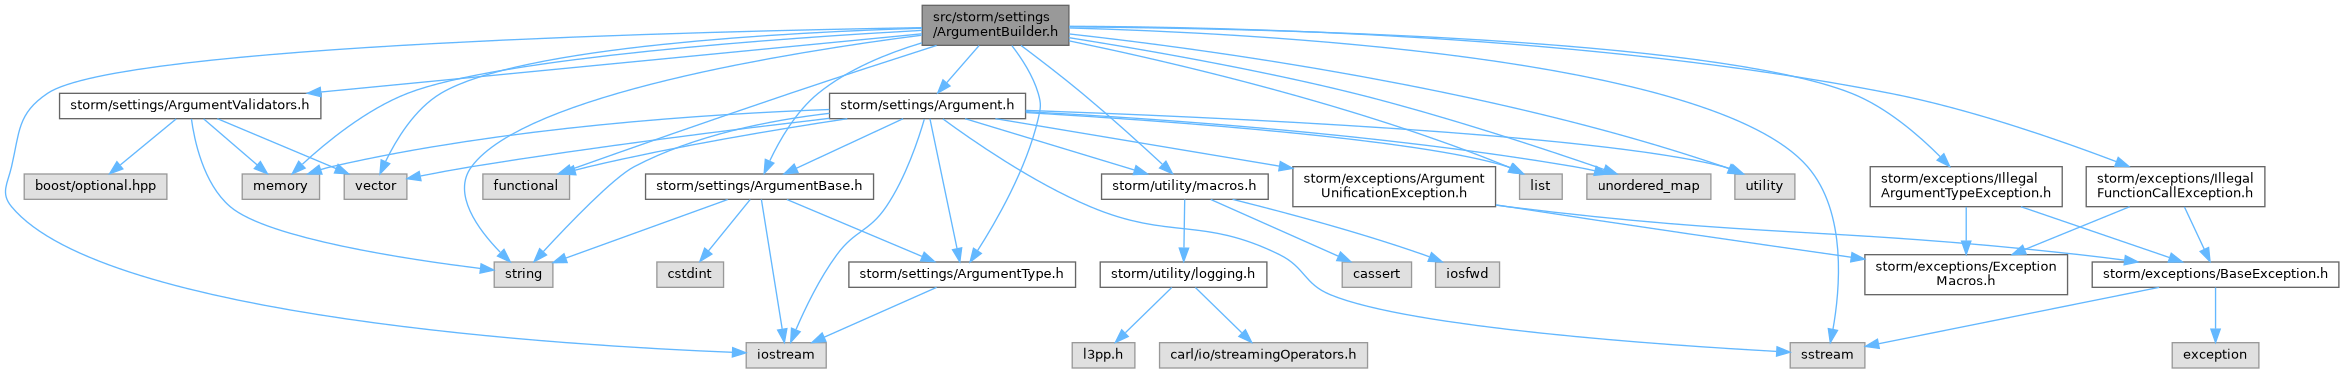 src/storm/settings
/ArgumentBuilder.h
storm/settings/ArgumentValidators.h
storm/settings/Argument.h
boost/optional.hpp
memory
vector
functional
storm/settings/ArgumentBase.h
storm/utility/macros.h
storm/exceptions/Argument
UnificationException.h
list
unordered_map
utility
storm/exceptions/Illegal
ArgumentTypeException.h
storm/exceptions/Illegal
FunctionCallException.h
string
cstdint
storm/settings/ArgumentType.h
storm/utility/logging.h
cassert
iosfwd
storm/exceptions/Exception
Macros.h
storm/exceptions/BaseException.h
iostream
l3pp.h
carl/io/streamingOperators.h
sstream
exception